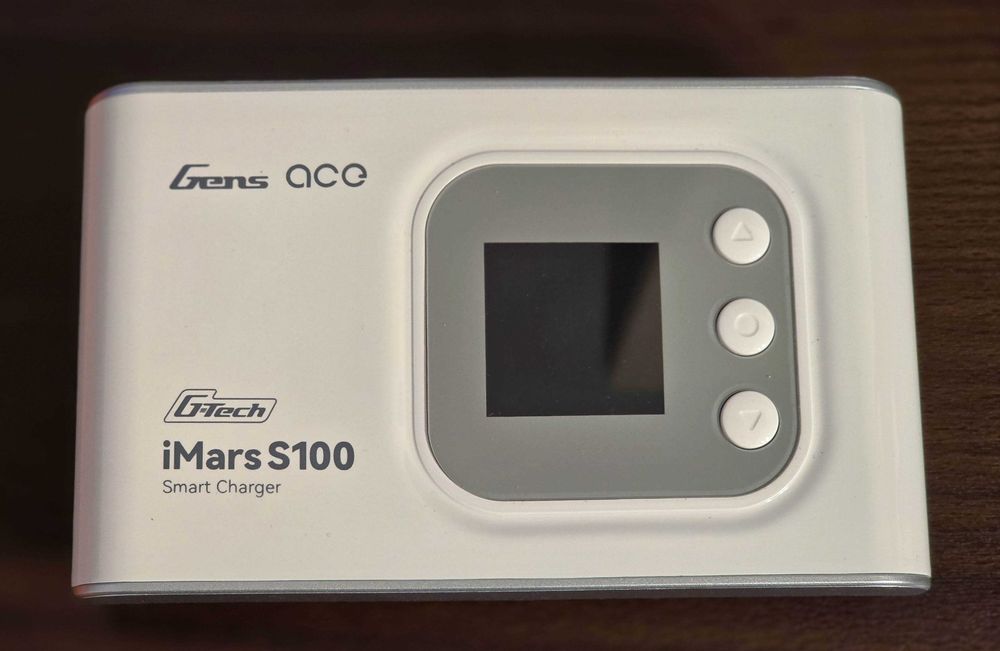 Gens ace
G-Tech
iMars S100
Smart Charger